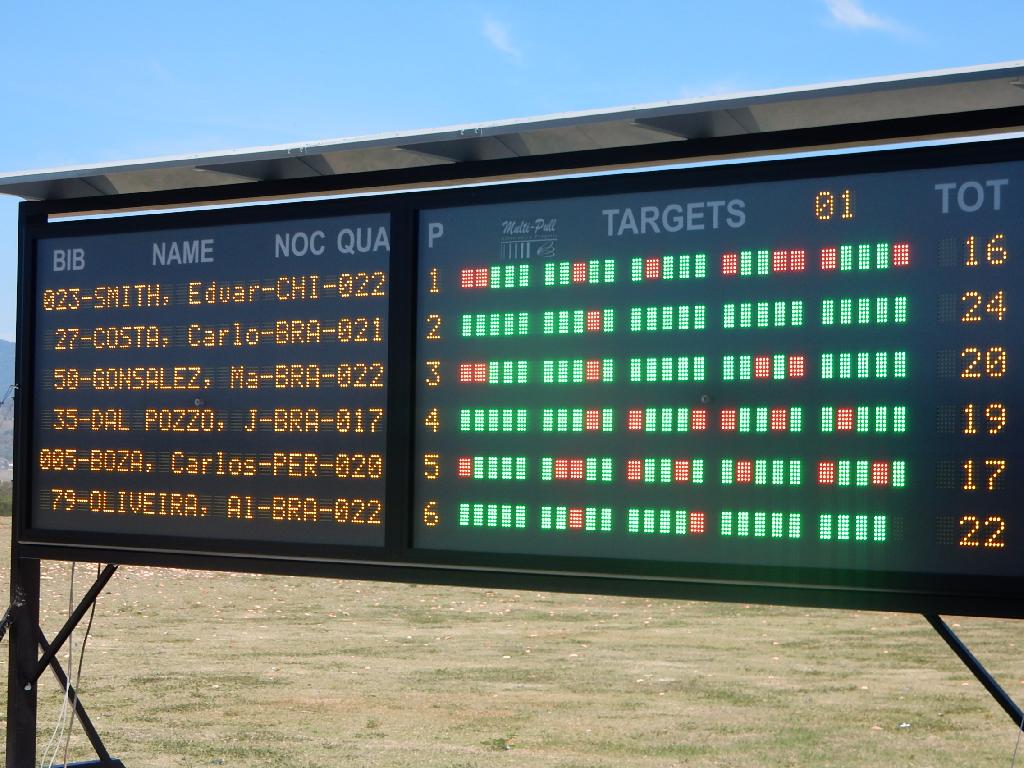 BIB NAME NOC QUA P Multi-Pull TARGETS 01 TOT
023-SMITH, Eduar-CHI-022 1 16
27-COSTA, Carlo-BRA-021 2 24
50-GONSALEZ, Ma-BRA-022 3 20
35-DAL POZZO, J-BRA-017 4 19
005-BOZA, Carlos-PER-020 5 17
79-OLIVEIRA, Al-BRA-022 6 22